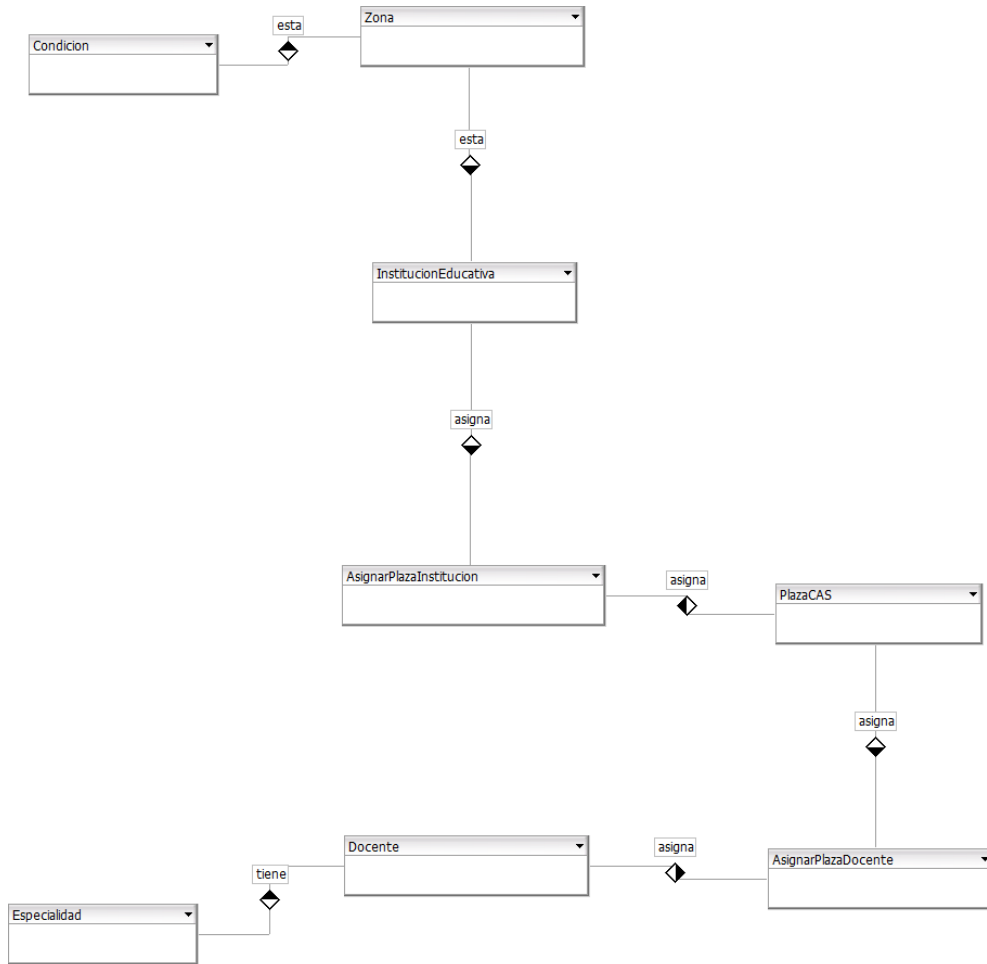 esta
Zona
Condicion
esta
InstitucionEducativa
asigna
AsignarPlazaInstitucion
asigna
PlazaCAS
asigna
Docente
asigna
AsignarPlazaDocente
tiene
Especialidad